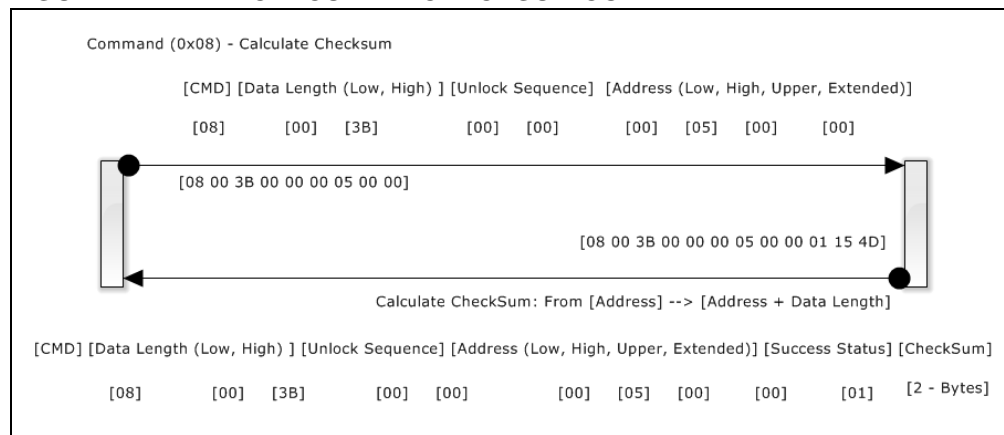 Command (0x08) - Calculate Checksum
[CMD] [Data Length (Low, High) ] [Unlock Sequence] [Address (Low, High, Upper, Extended)]
[08] [00] [3B] [00] [00] [00] [05] [00] [00]
[08 00 3B 00 00 00 05 00 00]
[08 00 3B 00 00 00 05 00 00 01 15 4D]
Calculate CheckSum: From [Address] --> [Address + Data Length]
[CMD] [Data Length (Low, High) ] [Unlock Sequence] [Address (Low, High, Upper, Extended)] [Success Status] [CheckSum]
[08] [00] [3B] [00] [00] [00] [05] [00] [00] [01] [2 - Bytes]